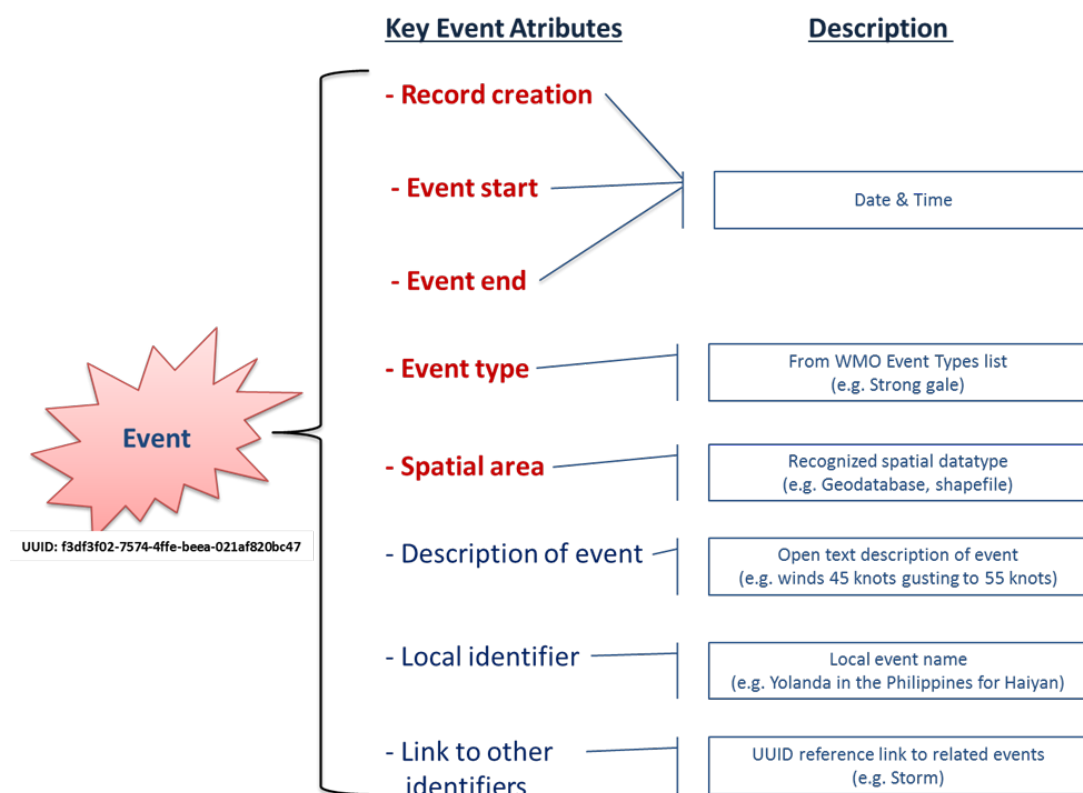 Key Event Atributes
Description
- Record creation
- Event start
Date & Time
- Event end
- Event type
From WMO Event Types list
(e.g. Strong gale)
Event
- Spatial area
Recognized spatial datatype
(e.g. Geodatabase, shapefile)
UUID: f3df3f02-7574-4ffe-beea-021af820bc47
- Description of event
Open text description of event
(e.g. winds 45 knots gusting to 55 knots)
- Local identifier
Local event name
(e.g. Yolanda in the Philippines for Haiyan)
- Link to other
identifiers
UUID reference link to related events
(e.g. Storm)